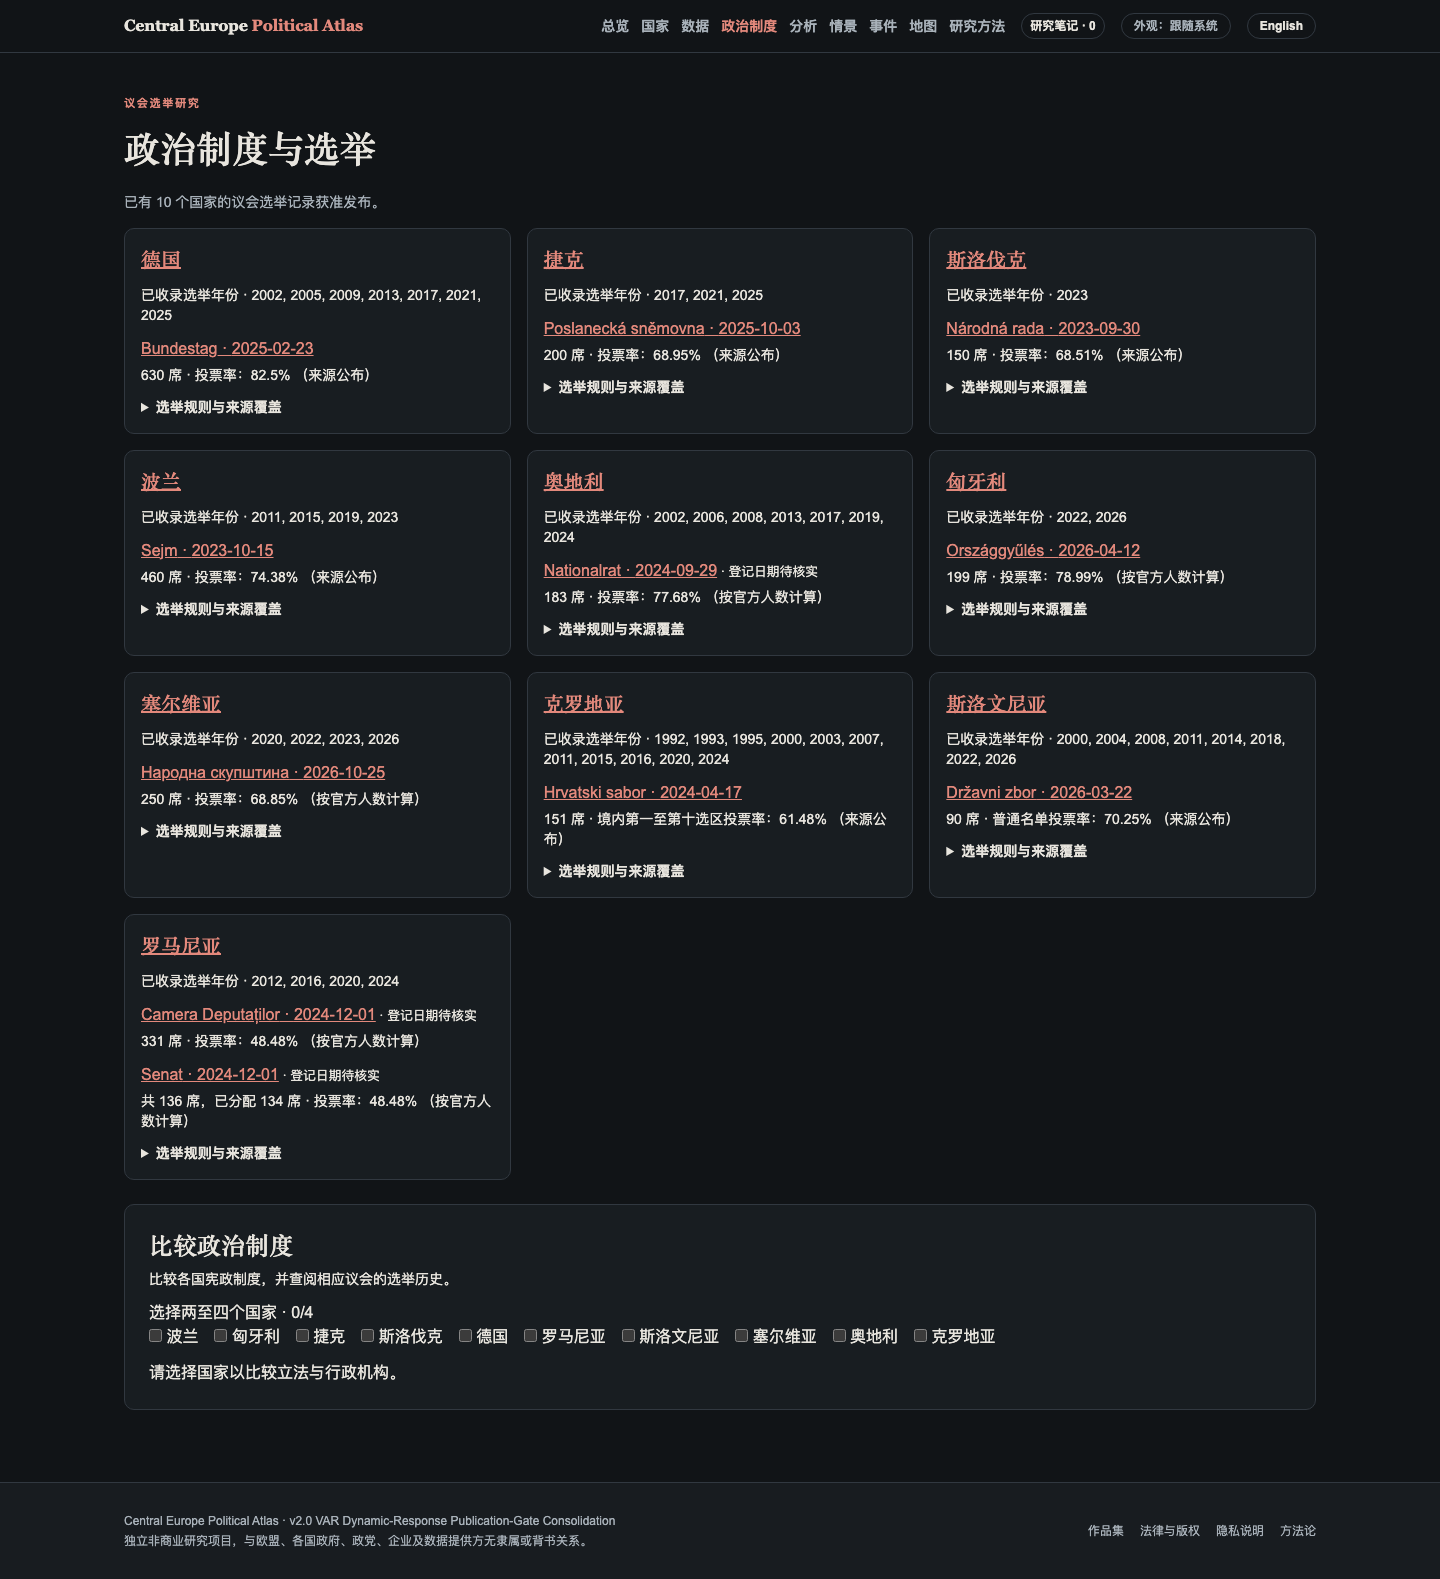 Central Europe Political Atlas
总览 国家 数据 政治制度 分析 情景 事件 地图 研究方法 研究笔记 · 0 外观：跟随系统 English
议会选举研究
政治制度与选举
已有 10 个国家的议会选举记录获准发布。
德国
已收录选举年份 · 2002, 2005, 2009, 2013, 2017, 2021,
2025
Bundestag · 2025-02-23
630 席 · 投票率：82.5% （来源公布）
▶ 选举规则与来源覆盖
捷克
已收录选举年份 · 2017, 2021, 2025
Poslanecká sněmovna · 2025-10-03
200 席 · 投票率：68.95% （来源公布）
▶ 选举规则与来源覆盖
斯洛伐克
已收录选举年份 · 2023
Národná rada · 2023-09-30
150 席 · 投票率：68.51% （来源公布）
▶ 选举规则与来源覆盖
波兰
已收录选举年份 · 2011, 2015, 2019, 2023
Sejm · 2023-10-15
460 席 · 投票率：74.38% （来源公布）
▶ 选举规则与来源覆盖
奥地利
已收录选举年份 · 2002, 2006, 2008, 2013, 2017, 2019,
2024
Nationalrat · 2024-09-29 · 登记日期待核实
183 席 · 投票率：77.68% （按官方人数计算）
▶ 选举规则与来源覆盖
匈牙利
已收录选举年份 · 2022, 2026
Országgyűlés · 2026-04-12
199 席 · 投票率：78.99% （按官方人数计算）
▶ 选举规则与来源覆盖
塞尔维亚
已收录选举年份 · 2020, 2022, 2023, 2026
Народна скупштина · 2026-10-25
250 席 · 投票率：68.85% （按官方人数计算）
▶ 选举规则与来源覆盖
克罗地亚
已收录选举年份 · 1992, 1993, 1995, 2000, 2003, 2007,
2011, 2015, 2016, 2020, 2024
Hrvatski sabor · 2024-04-17
151 席 · 境内第一至第十选区投票率：61.48% （来源公
布）
▶ 选举规则与来源覆盖
斯洛文尼亚
已收录选举年份 · 2000, 2004, 2008, 2011, 2014, 2018,
2022, 2026
Državni zbor · 2026-03-22
90 席 · 普通名单投票率：70.25% （来源公布）
▶ 选举规则与来源覆盖
罗马尼亚
已收录选举年份 · 2012, 2016, 2020, 2024
Camera Deputaților · 2024-12-01 · 登记日期待核实
331 席 · 投票率：48.48% （按官方人数计算）
Senat · 2024-12-01 · 登记日期待核实
共 136 席，已分配 134 席 · 投票率：48.48% （按官方人
数计算）
▶ 选举规则与来源覆盖
比较政治制度
比较各国宪政制度，并查阅相应议会的选举历史。
选择两至四个国家 · 0/4
波兰 匈牙利 捷克 斯洛伐克 德国 罗马尼亚 斯洛文尼亚 塞尔维亚 奥地利 克罗地亚
请选择国家以比较立法与行政机构。
Central Europe Political Atlas · v2.0 VAR Dynamic-Response Publication-Gate Consolidation
独立非商业研究项目，与欧盟、各国政府、政党、企业及数据提供方无隶属或背书关系。
作品集 法律与版权 隐私说明 方法论